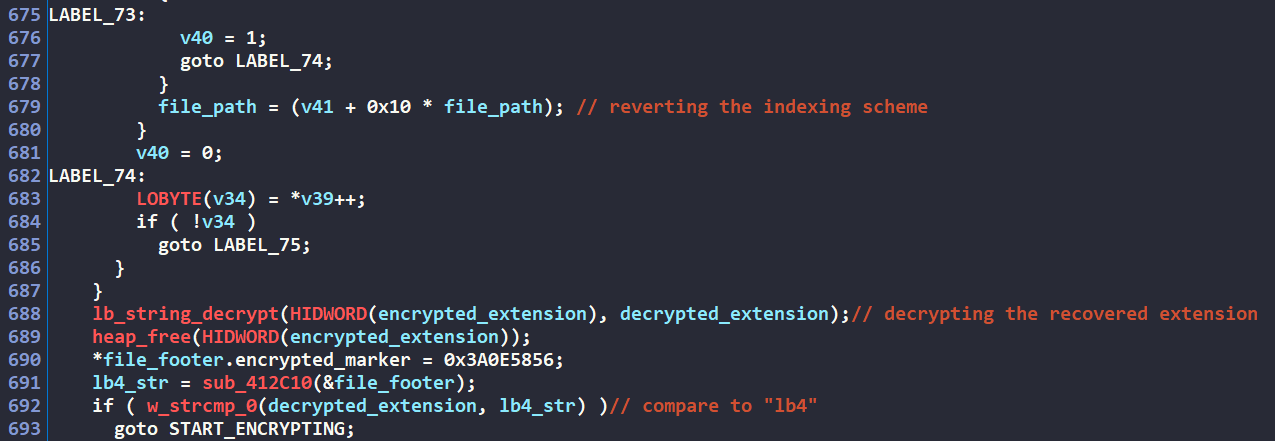 675 LABEL_73:
676 v40 = 1;
677 goto LABEL_74;
678 }
679 file_path = (v41 + 0x10 * file_path); // reverting the indexing scheme
680 }
681 v40 = 0;
682 LABEL_74:
683 LOBYTE(v34) = *v39++;
684 if ( !v34 )
685 goto LABEL_75;
686 }
687 }
688 lb_string_decrypt(HIDWORD(encrypted_extension), decrypted_extension);// decrypting the recovered extension
689 heap_free(HIDWORD(encrypted_extension));
690 *file_footer.encrypted_marker = 0x3A0E5856;
691 lb4_str = sub_412C10(&file_footer);
692 if ( w_strcmp_0(decrypted_extension, lb4_str) )// compare to "lb4"
693 goto START_ENCRYPTING;